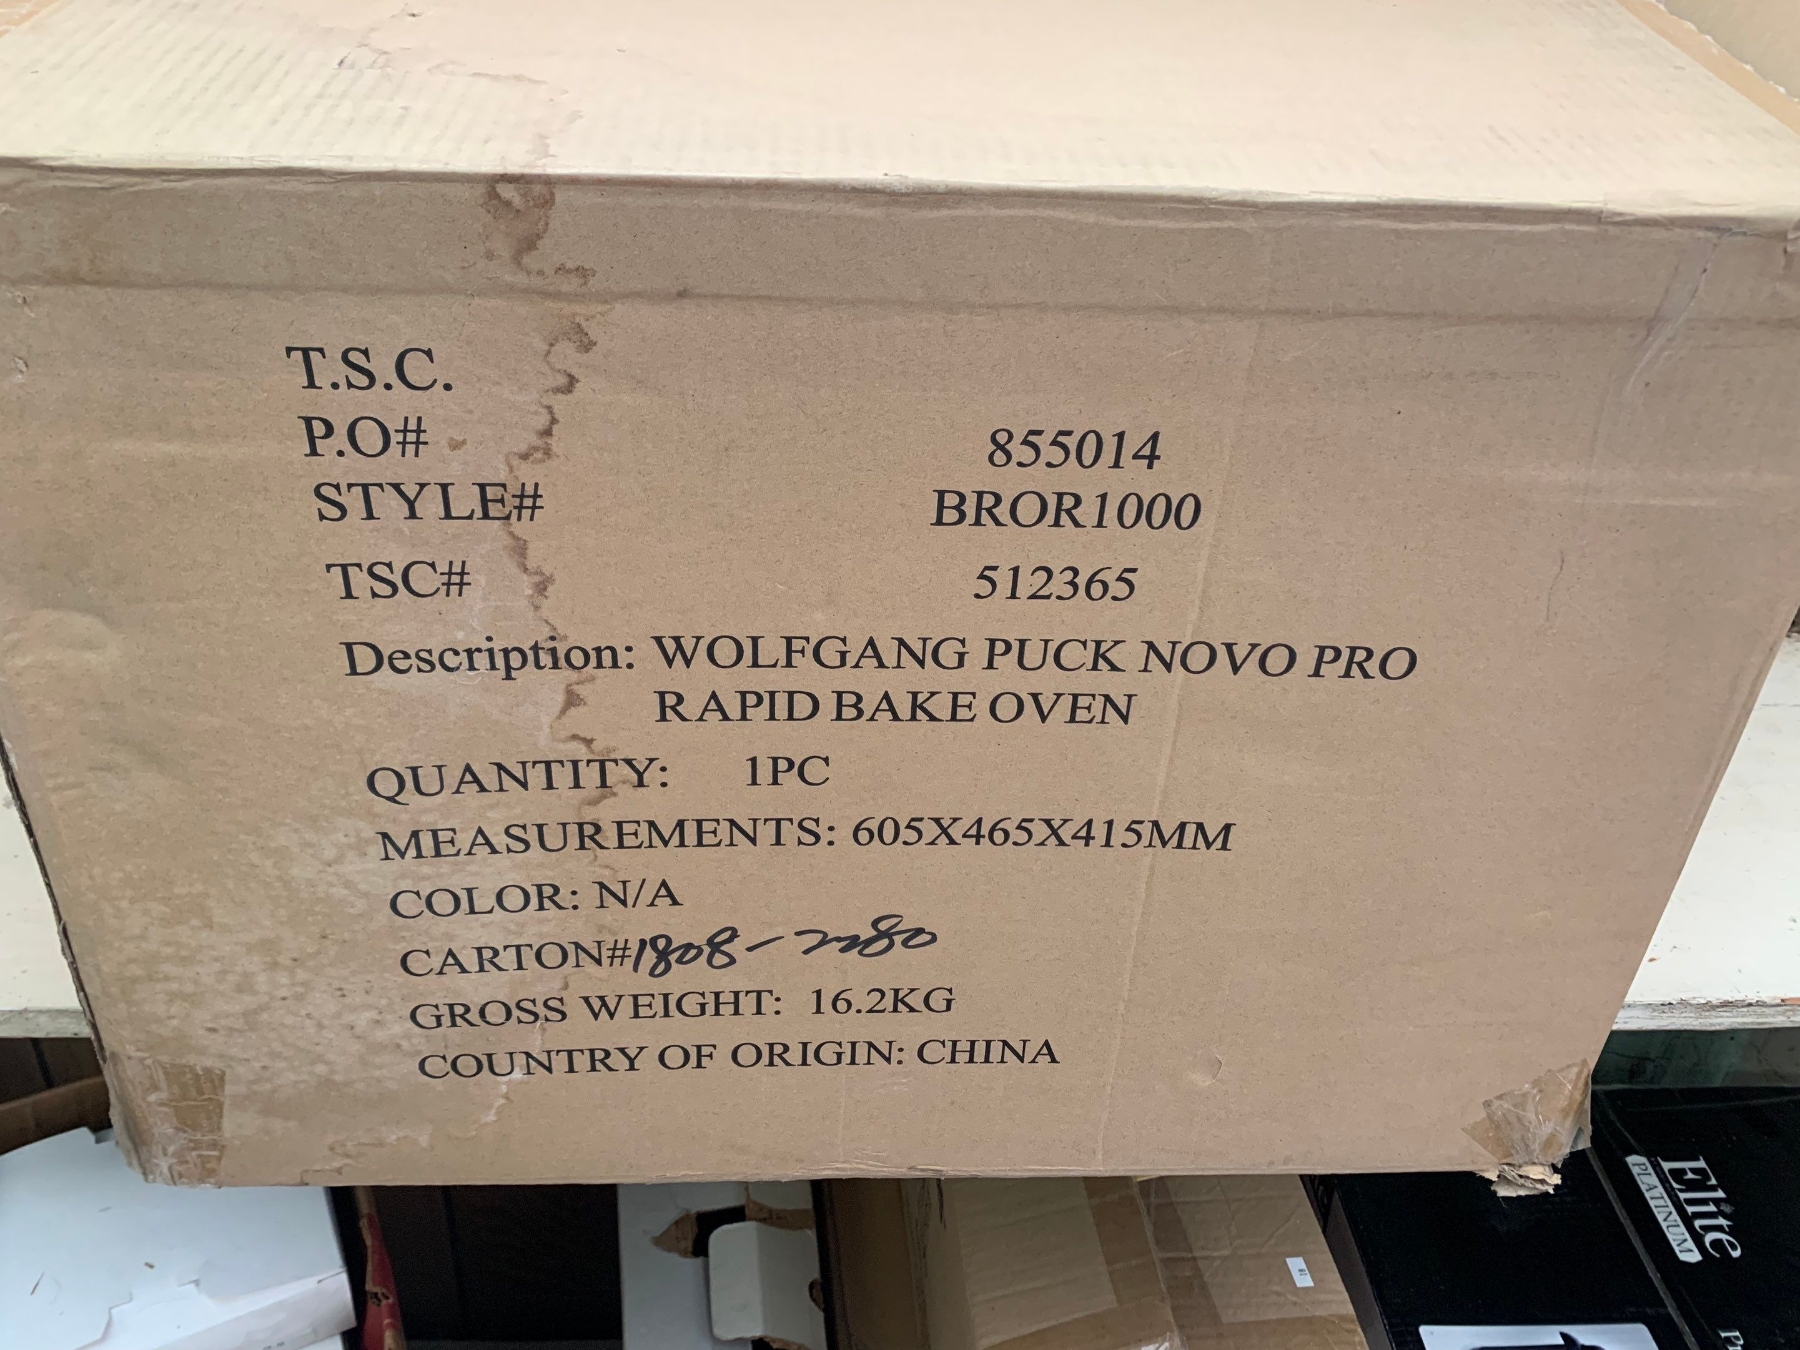 T.S.C.
P.O# 855014
STYLE# BROR1000
TSC# 512365
Description: WOLFGANG PUCK NOVO PRO
RAPID BAKE OVEN
QUANTITY: 1PC
MEASUREMENTS: 605X465X415MM
COLOR: N/A
CARTON#1808-2280
GROSS WEIGHT: 16.2KG
COUNTRY OF ORIGIN: CHINA
Elite
PLATINUM